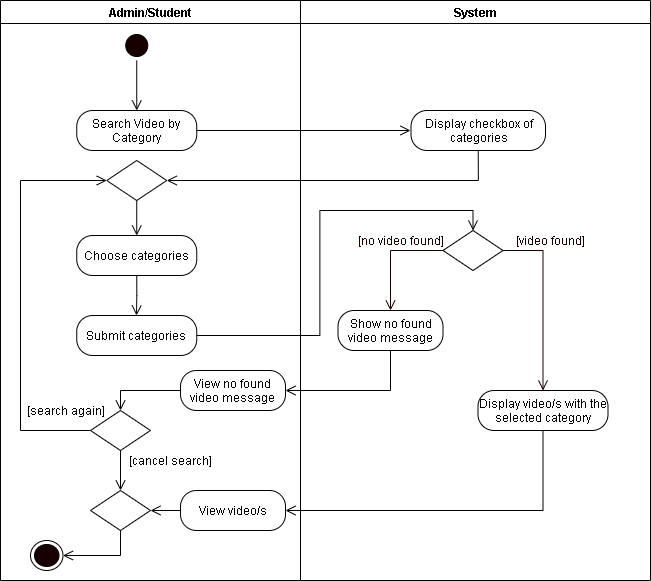 Admin/Student
System
Search Video by
Category
Display checkbox of
categories
Choose categories
[no video found]
[video found]
Submit categories
Show no found
video message
View no found
video message
Display video/s with the
selected category
[search again]
[cancel search]
View video/s